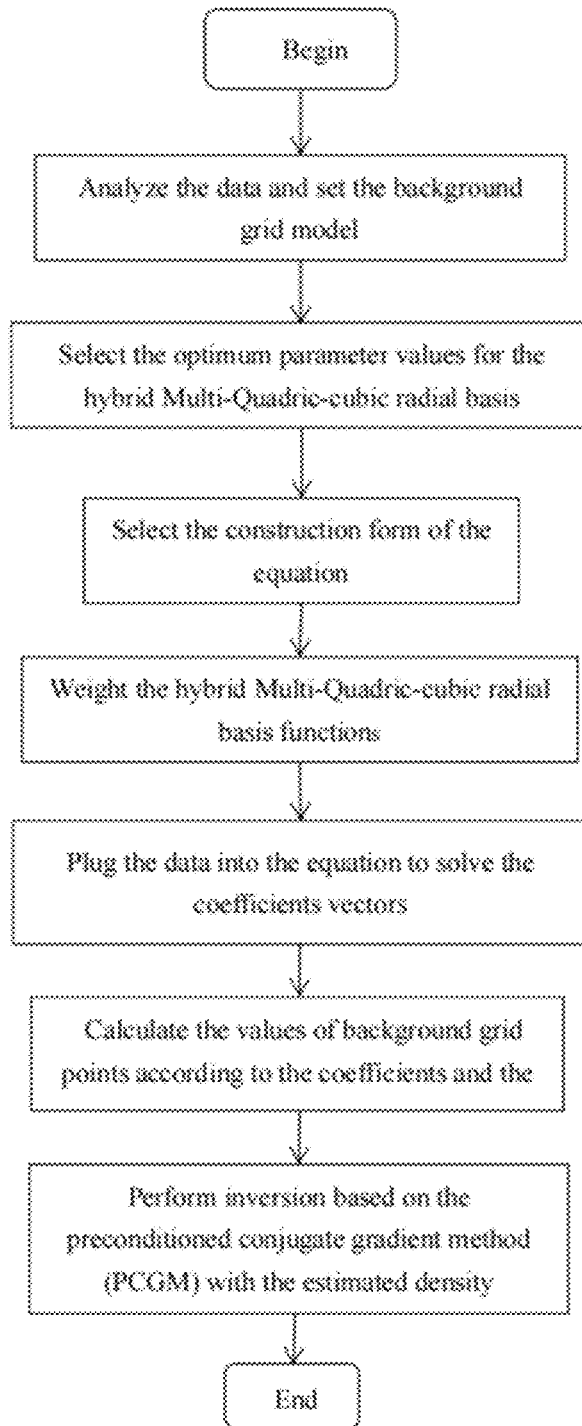 Begin
Analyze the data and set the background
grid model
Select the optimum parameter values for the
hybrid Multi-Quadric-cubic radial basis
Select the construction form of the
equation
Weight the hybrid Multi-Quadric-cubic radial
basis functions
Plug the data into the equation to solve the
coefficients vectors
Calculate the values of background grid
points according to the coefficients and the
Perform inversion based on the
preconditioned conjugate gradient method
(PCGM) with the estimated density
End